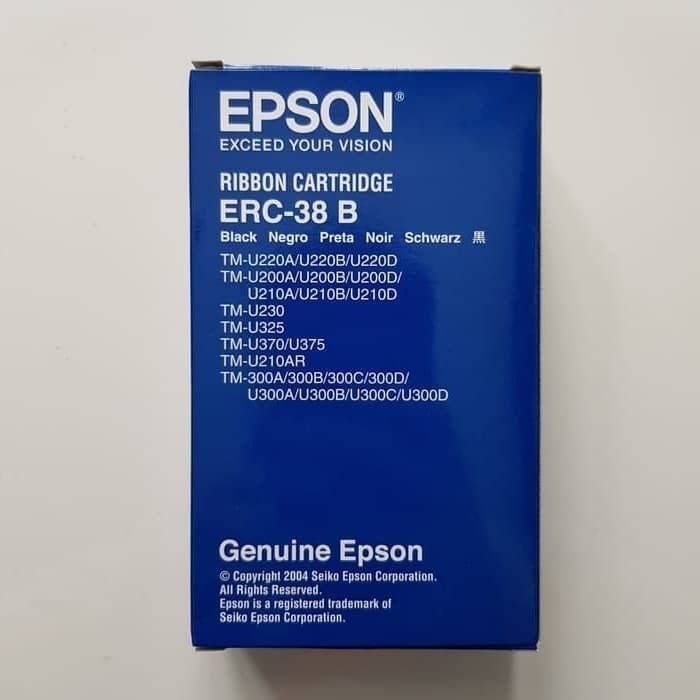 EPSON®
EXCEED YOUR VISION
RIBBON CARTRIDGE
ERC-38 B
Black Negro Preta Noir Schwarz 黒
TM-U220A/U220B/U220D
TM-U200A/U200B/U200D/
U210A/U210B/U210D
TM-U230
TM-U325
TM-U370/U375
TM-U210AR
TM-300A/300B/300C/300D/
U300A/U300B/U300C/U300D
Genuine Epson
© Copyright 2004 Seiko Epson Corporation.
All Rights Reserved.
Epson is a registered trademark of
Seiko Epson Corporation.